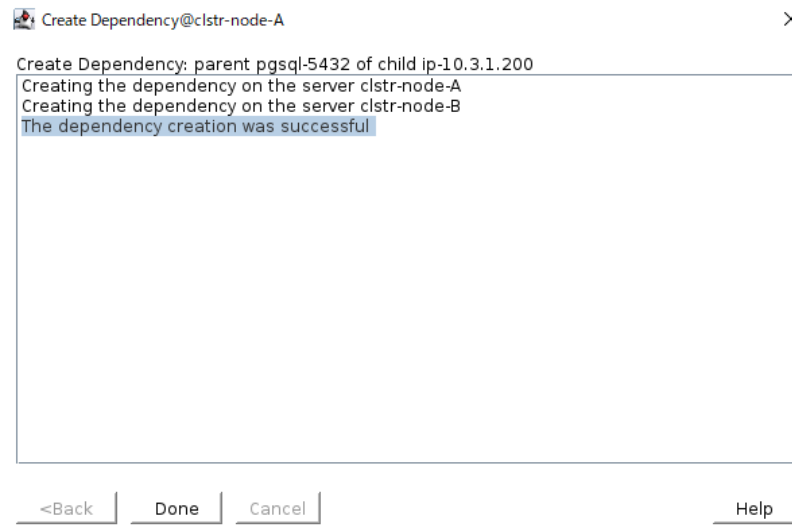 Create Dependency@clstr-node-A
Create Dependency: parent pgsql-5432 of child ip-10.3.1.200
Creating the dependency on the server clstr-node-A
Creating the dependency on the server clstr-node-B
The dependency creation was successful
<Back Done Cancel Help